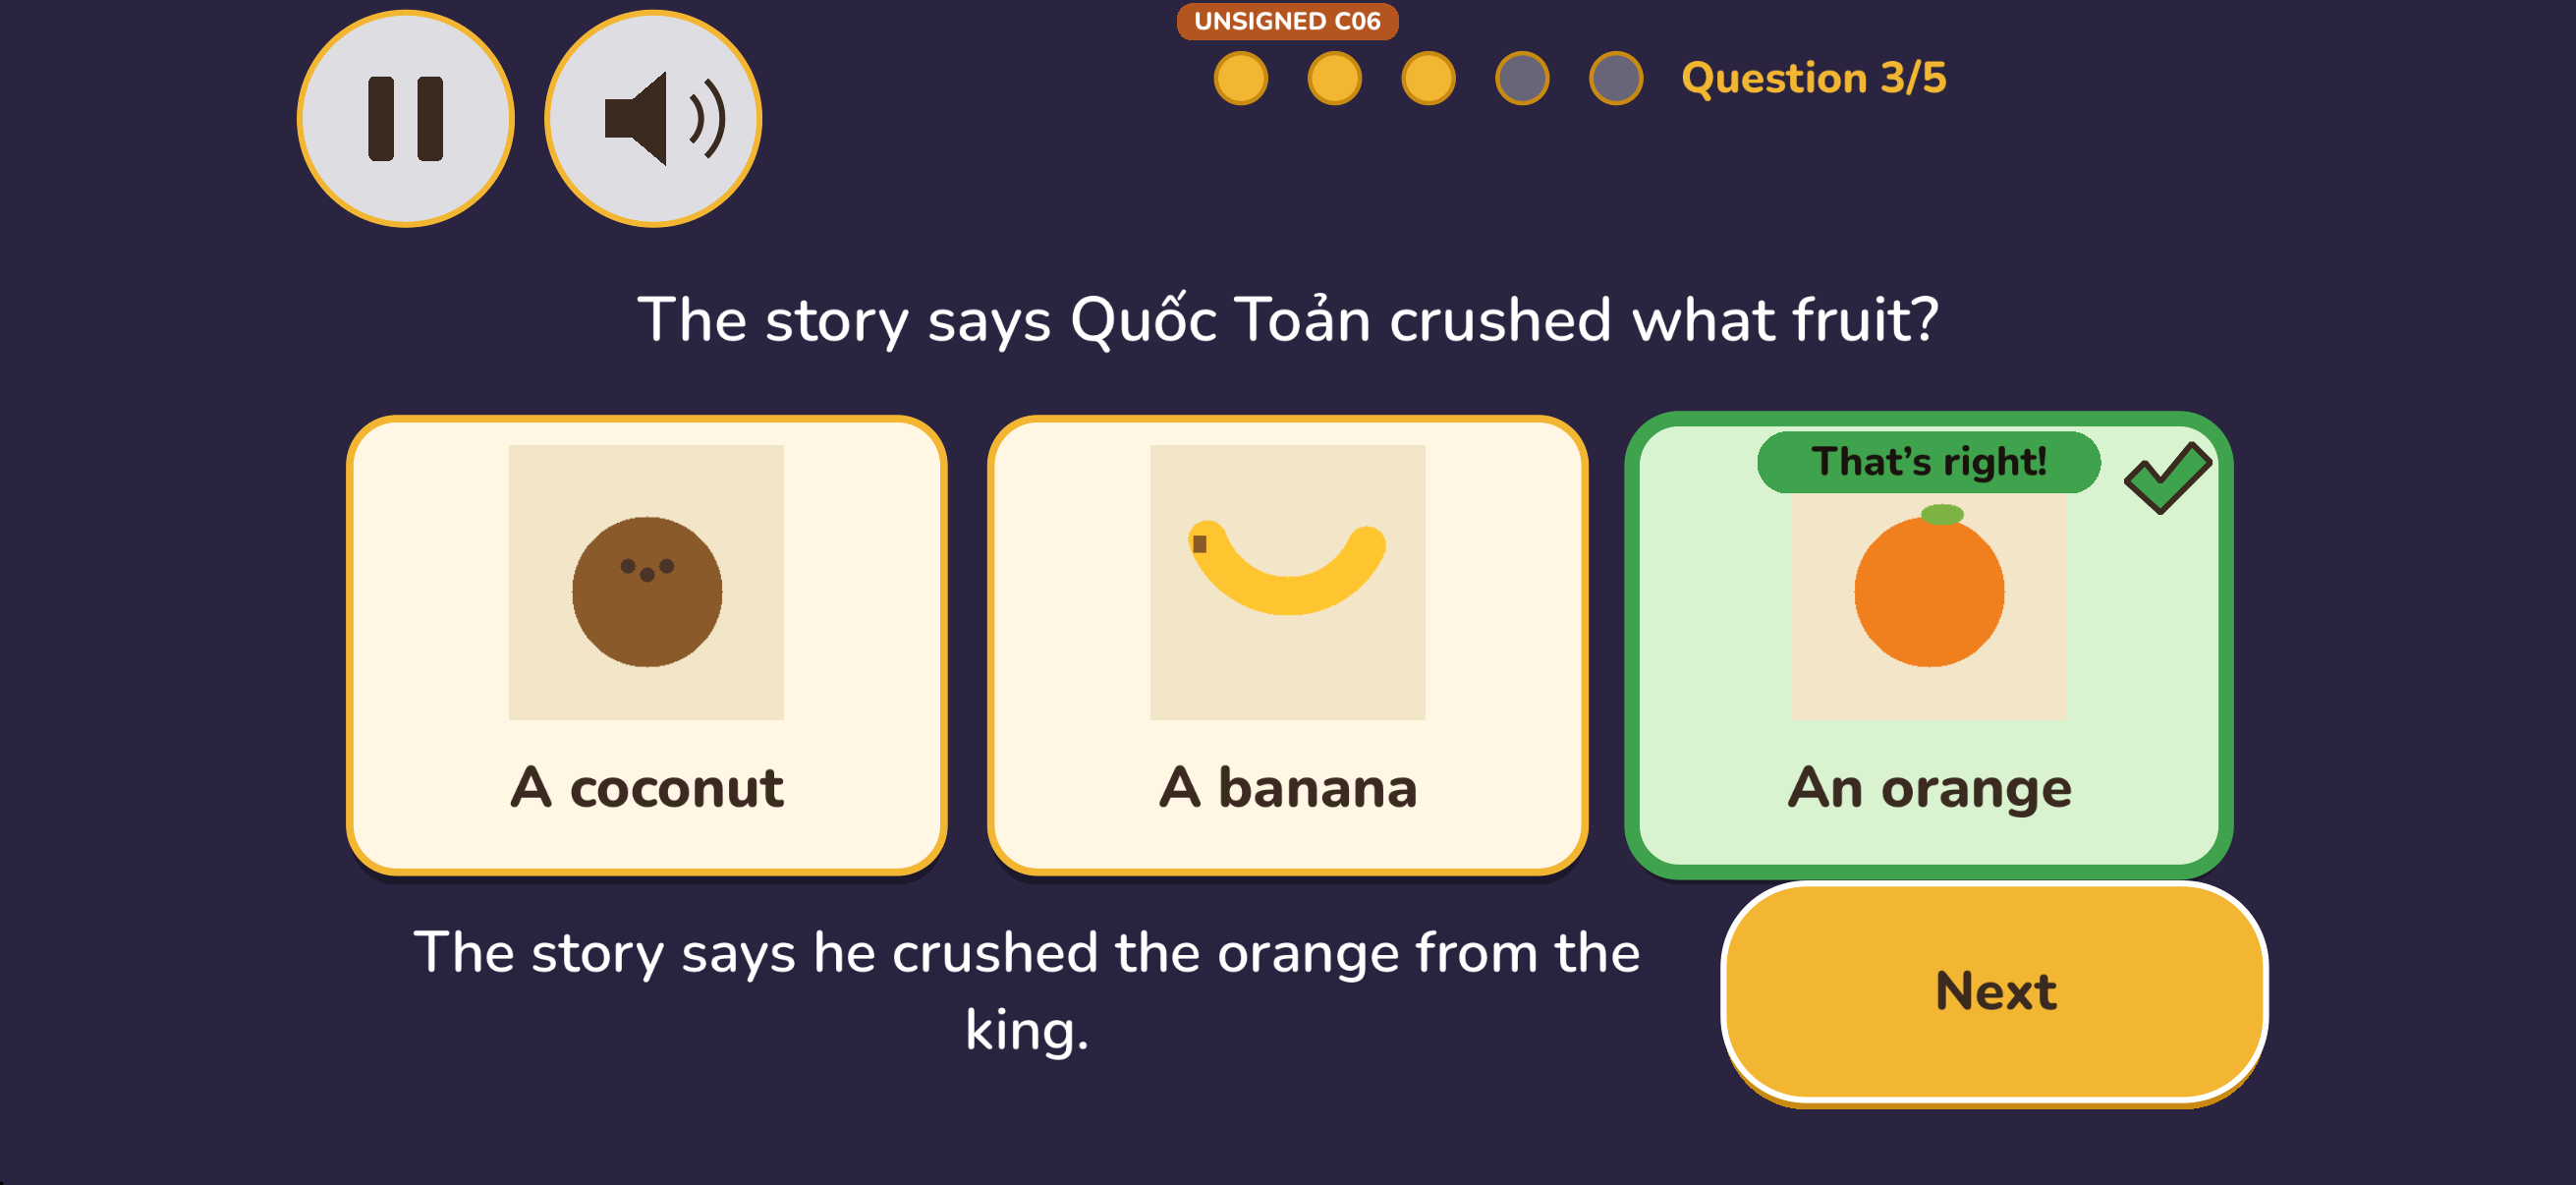 UNSIGNED C06
Question 3/5
The story says Quốc Toản crushed what fruit?
That’s right!
A coconut
A banana
An orange
The story says he crushed the orange from the
king.
Next